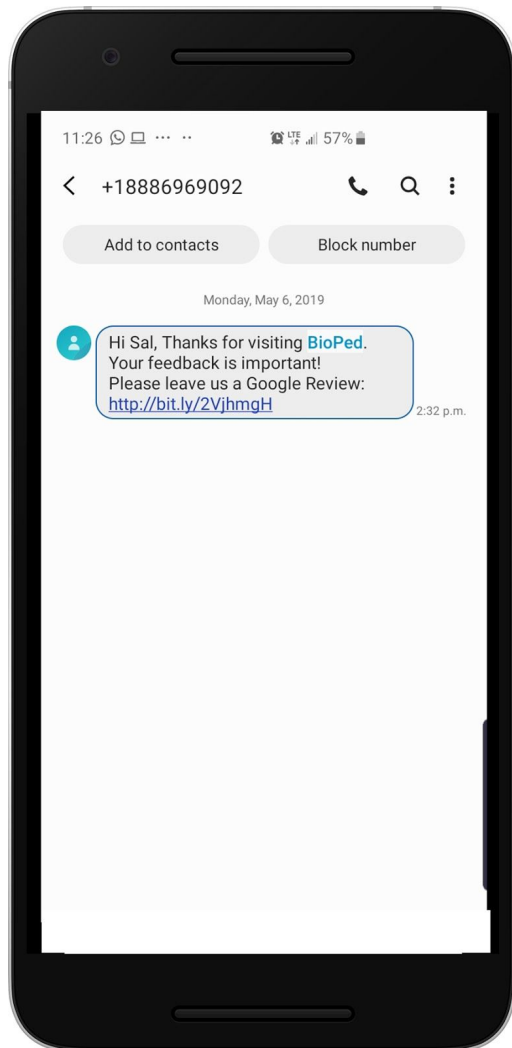 11:26 LTE 57%
+18886969092
Add to contacts Block number
Monday, May 6, 2019
Hi Sal, Thanks for visiting BioPed.
Your feedback is important!
Please leave us a Google Review:
http://bit.ly/2VjhmgH
2:32 p.m.